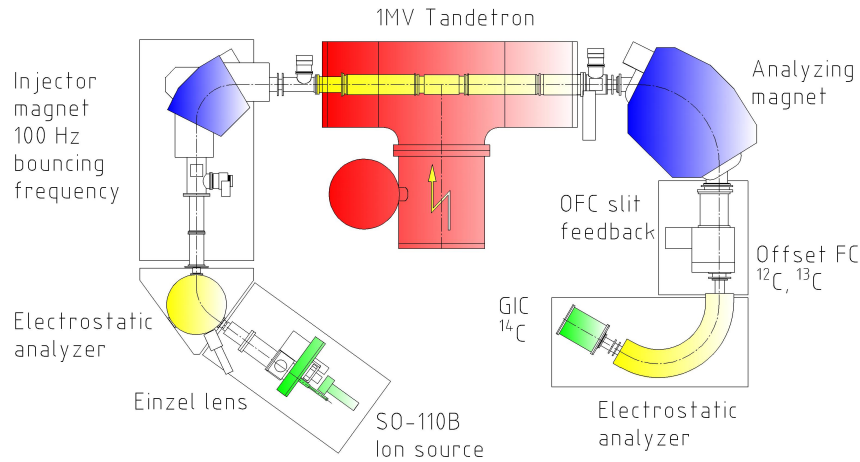 1MV Tandetron
Injector
magnet
100 Hz
bouncing
frequency
Analyzing
magnet
OFC slit
feedback
Offset FC
¹²C, ¹³C
GIC
¹⁴C
Electrostatic
analyzer
Einzel lens
SO-110B
Ion source
Electrostatic
analyzer